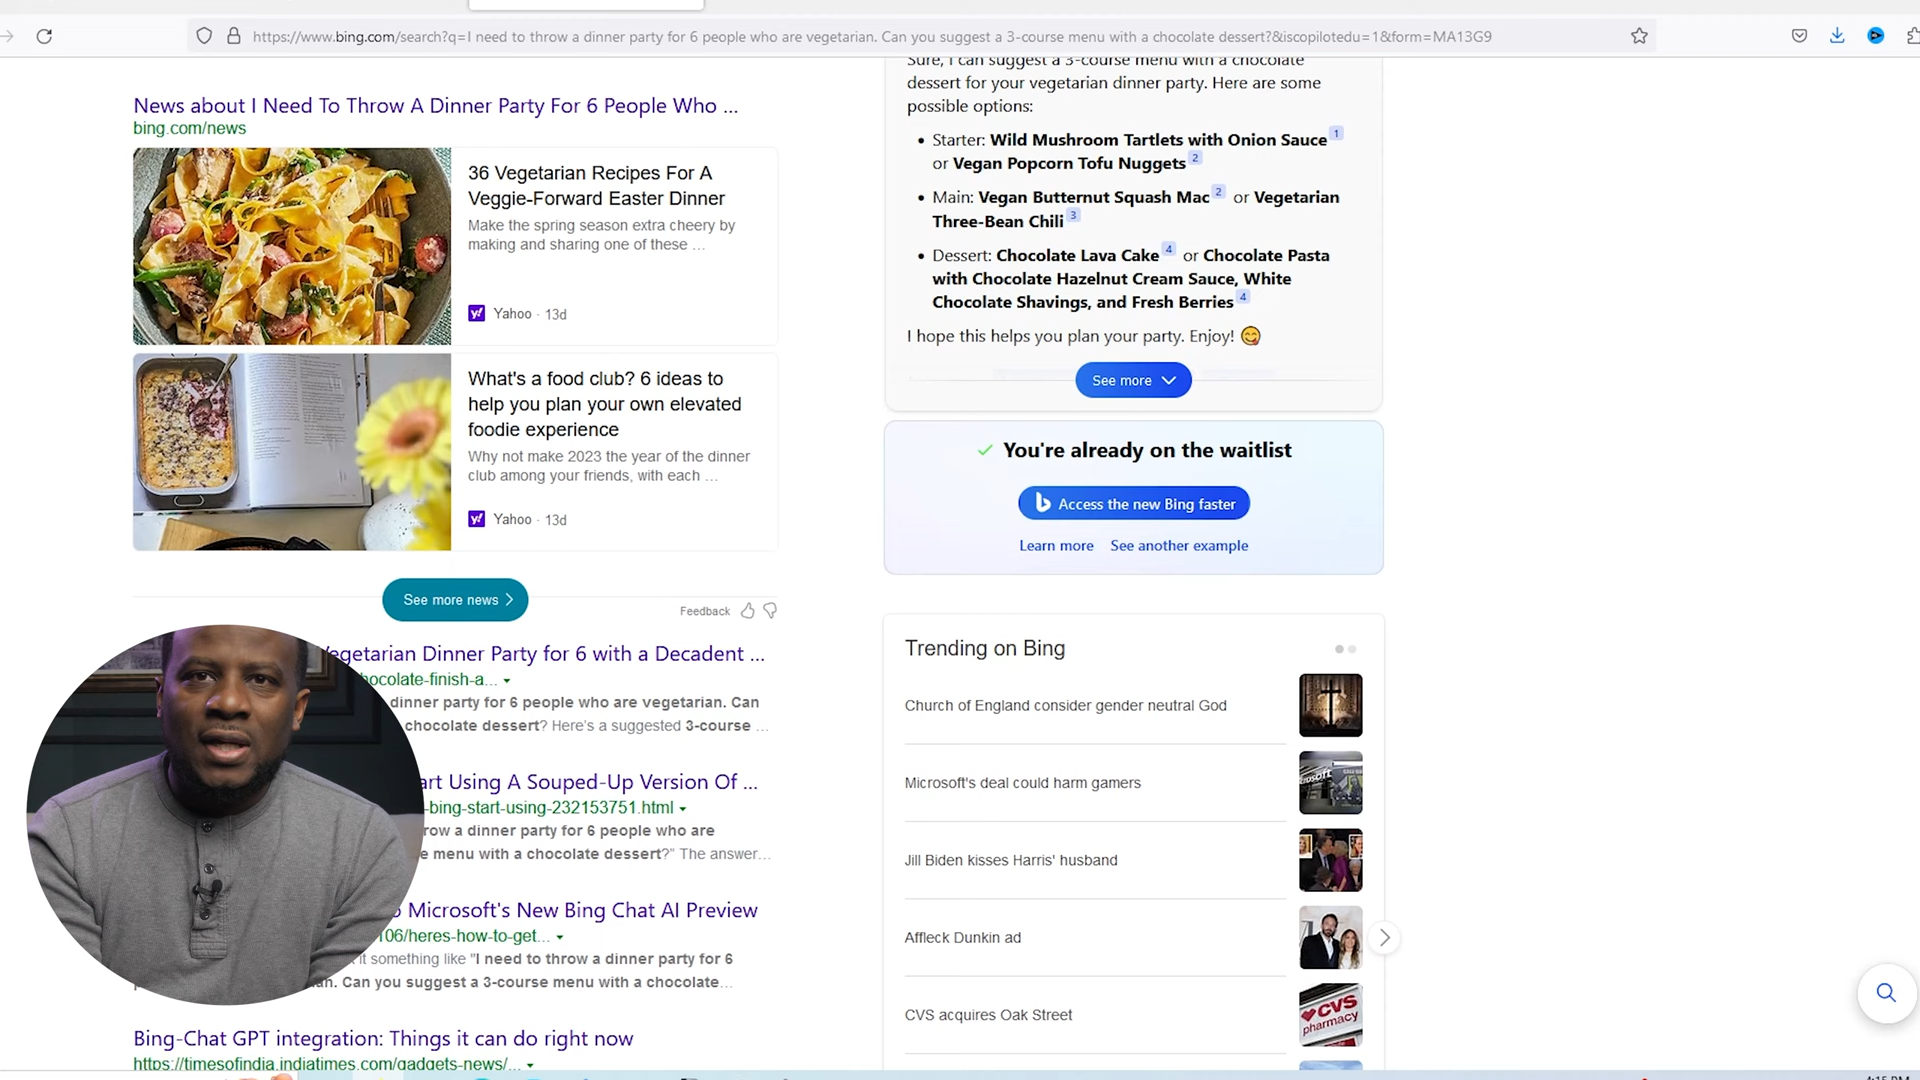 https://www.bing.com/search?q=I need to throw a dinner party for 6 people who are vegetarian. Can you suggest a 3-course menu with a chocolate dessert?&iscopilotedu=1&form=MA13G9
News about I Need To Throw A Dinner Party For 6 People Who ...
bing.com/news
36 Vegetarian Recipes For A
Veggie-Forward Easter Dinner
Make the spring season extra cheery by
making and sharing one of these ...
Yahoo · 13d
What's a food club? 6 ideas to
help you plan your own elevated
foodie experience
Why not make 2023 the year of the dinner
club among your friends, with each ...
Yahoo · 13d
See more news
Feedback
Vegetarian Dinner Party for 6 with a Decadent ...
hocolate-finish-a...
dinner party for 6 people who are vegetarian. Can
chocolate dessert? Here's a suggested 3-course ...
art Using A Souped-Up Version Of ...
-bing-start-using-232153751.html
row a dinner party for 6 people who are
e menu with a chocolate dessert?" The answer...
Microsoft's New Bing Chat AI Preview
106/heres-how-to-get...
it something like "I need to throw a dinner party for 6
an. Can you suggest a 3-course menu with a chocolate...
Bing-Chat GPT integration: Things it can do right now
https://timesofindia.indiatimes.com/gadgets-news/...
Sure, I can suggest a 3-course menu with a chocolate
dessert for your vegetarian dinner party. Here are some
possible options:
• Starter: Wild Mushroom Tartlets with Onion Sauce 1
or Vegan Popcorn Tofu Nuggets 2
• Main: Vegan Butternut Squash Mac 2 or Vegetarian
Three-Bean Chili 3
• Dessert: Chocolate Lava Cake 4 or Chocolate Pasta
with Chocolate Hazelnut Cream Sauce, White
Chocolate Shavings, and Fresh Berries 4
I hope this helps you plan your party. Enjoy! 😋
See more
You're already on the waitlist
Access the new Bing faster
Learn more See another example
Trending on Bing
Church of England consider gender neutral God
Microsoft's deal could harm gamers
Jill Biden kisses Harris' husband
Affleck Dunkin ad
CVS acquires Oak Street
CVS
pharmacy